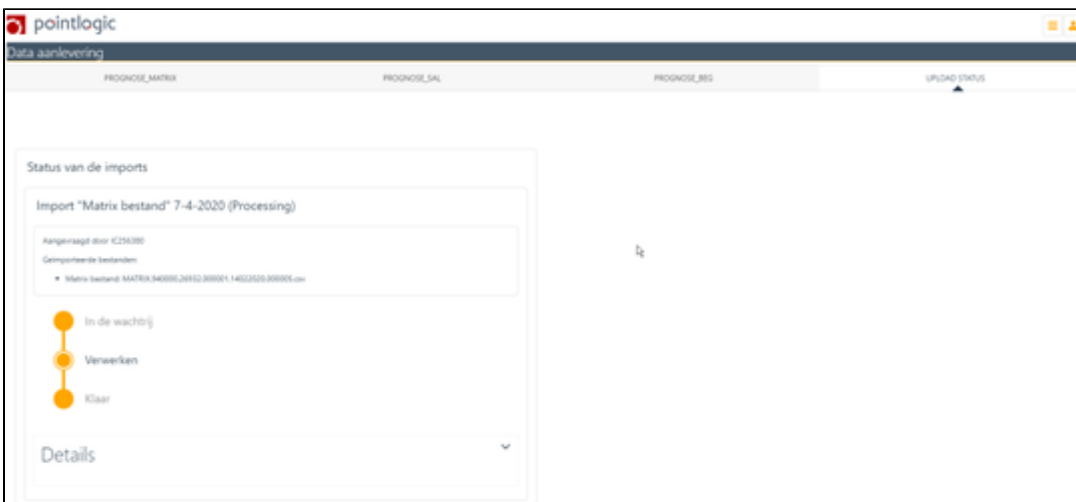 pointlogic
Data aanlevering
PROGNOSE_MATRIX PROGNOSE_SAL PROGNOSE_BEG UPLOAD STATUS
Status van de imports
Import "Matrix bestand" 7-4-2020 (Processing)
Aangevraagd door IC256380
Geïmporteerde bestanden:
Matrix bestand: MATRIX.940000.26932.000001.14022020.000005.csv
In de wachtrij
Verwerken
Klaar
Details